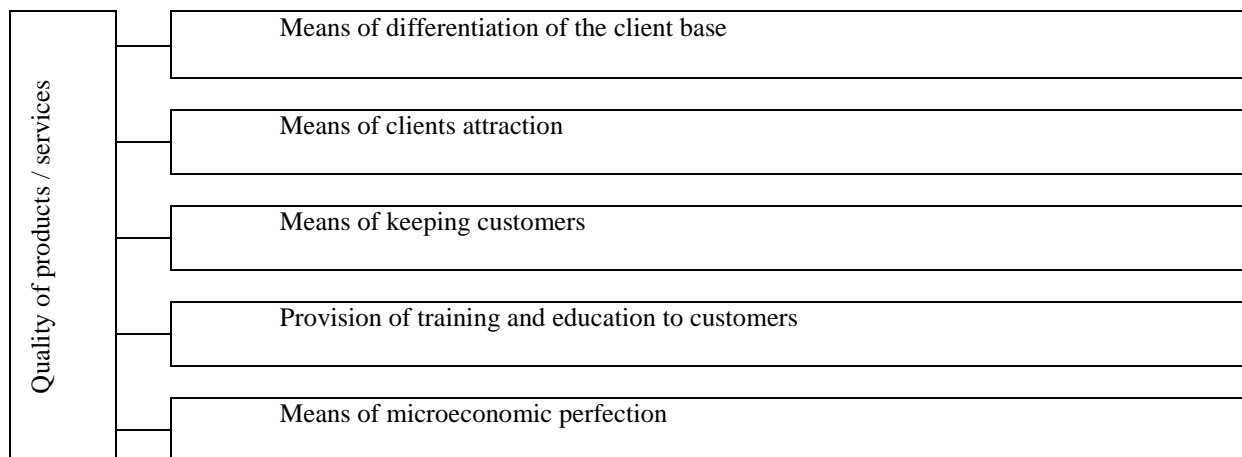 Quality of products / services
Means of differentiation of the client base
Means of clients attraction
Means of keeping customers
Provision of training and education to customers
Means of microeconomic perfection